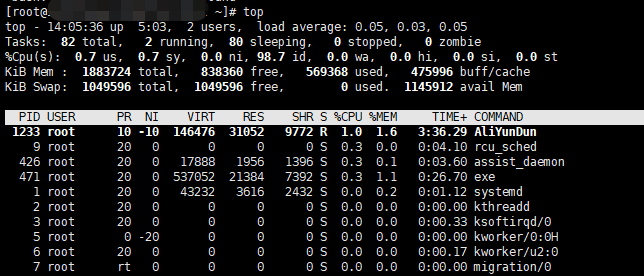 [root@ ~]# top
top - 14:05:36 up  5:03,  2 users,  load average: 0.05, 0.03, 0.05
Tasks:  82 total,   2 running,  80 sleeping,   0 stopped,   0 zombie
%Cpu(s):  0.7 us,  0.7 sy,  0.0 ni, 98.7 id,  0.0 wa,  0.0 hi,  0.0 si,  0.0 st
KiB Mem :  1883724 total,   838360 free,   569368 used,   475996 buff/cache
KiB Swap:  1049596 total,  1049596 free,        0 used.  1145912 avail Mem
PID USER      PR  NI    VIRT    RES    SHR S %CPU %MEM     TIME+ COMMAND
1233 root      10 -10  146476  31052   9772 R  1.0  1.6   3:36.29 AliYunDun
9 root      20   0       0      0      0 S  0.3  0.0   0:04.10 rcu_sched
426 root      20   0   17888   1956   1396 S  0.3  0.1   0:03.60 assist_daemon
471 root      20   0  537052  21384   7392 S  0.3  1.1   0:26.70 exe
1 root      20   0   43232   3616   2432 S  0.0  0.2   0:01.12 systemd
2 root      20   0       0      0      0 S  0.0  0.0   0:00.00 kthreadd
3 root      20   0       0      0      0 S  0.0  0.0   0:00.33 ksoftirqd/0
5 root       0 -20       0      0      0 S  0.0  0.0   0:00.00 kworker/0:0H
6 root      20   0       0      0      0 S  0.0  0.0   0:00.17 kworker/u2:0
7 root      rt   0       0      0      0 S  0.0  0.0   0:00.00 migration/0